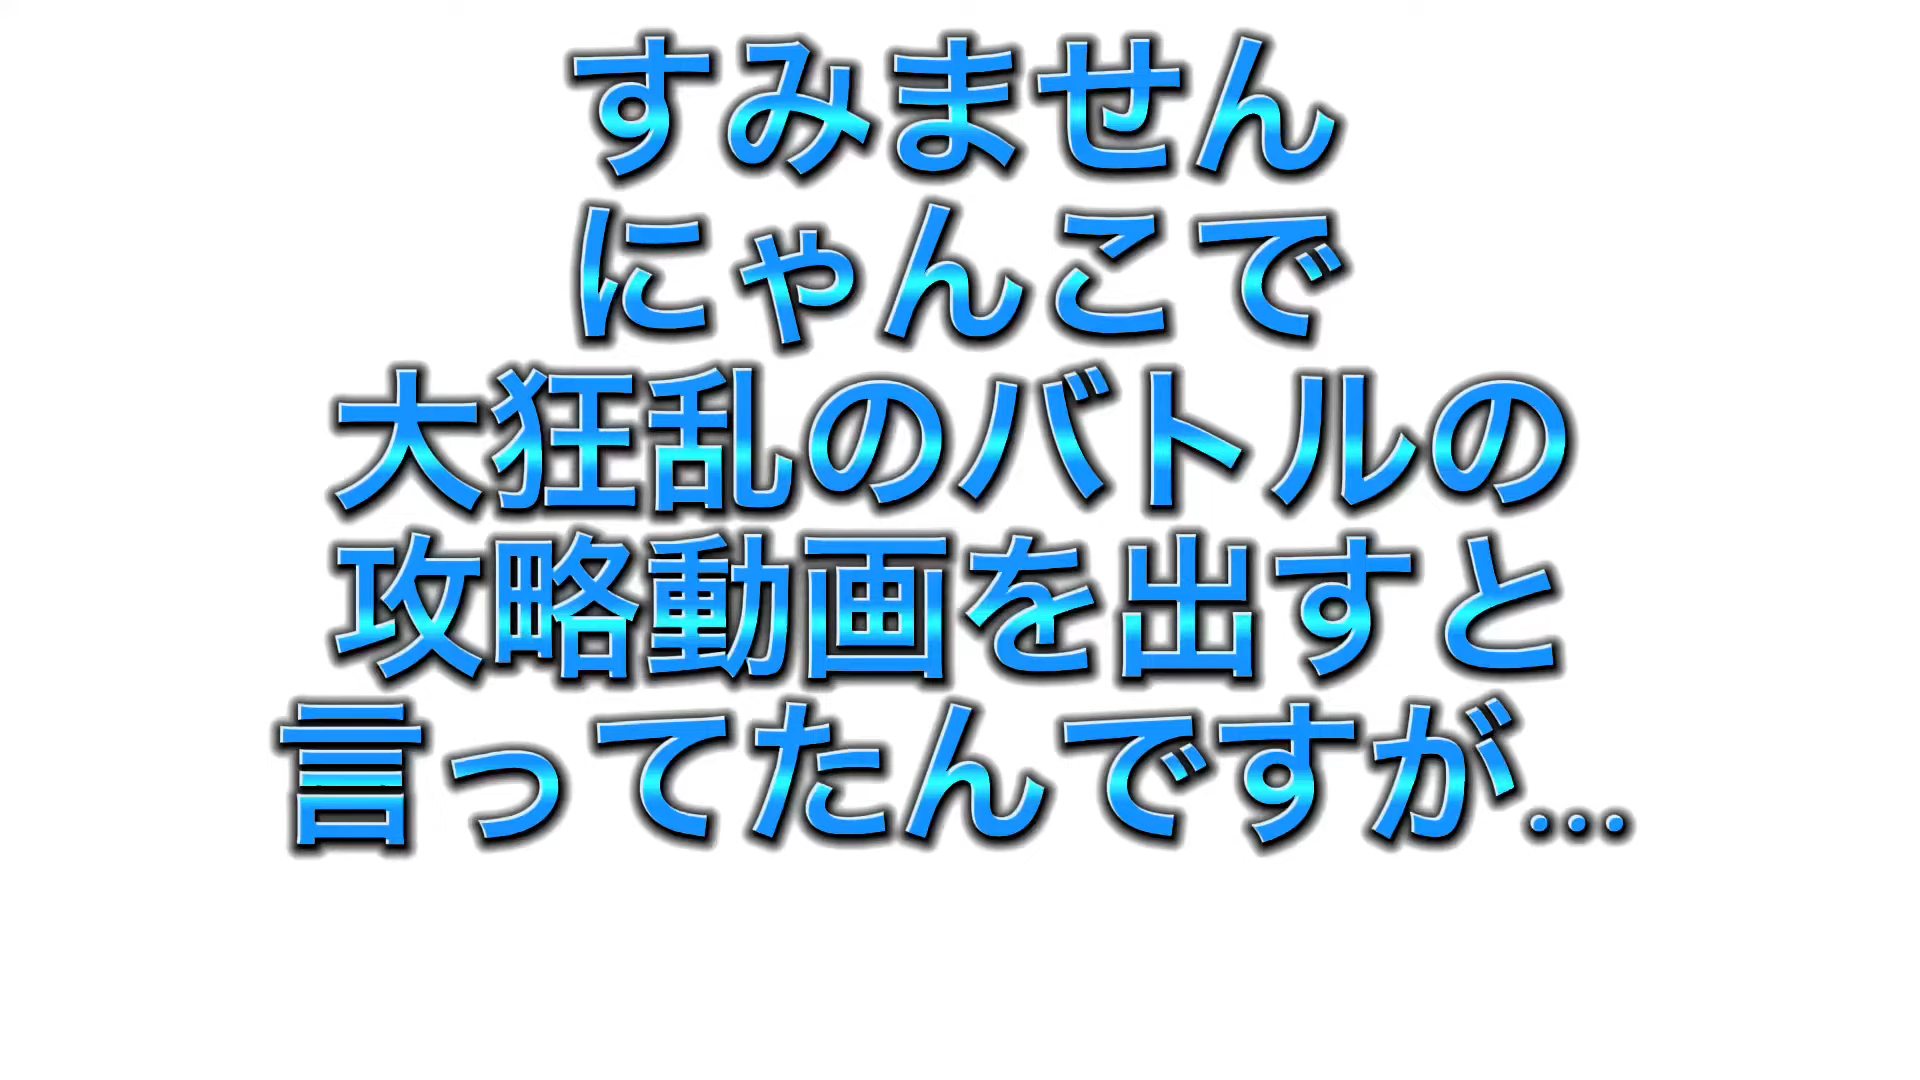 すみません
にゃんこで
大狂乱のバトルの
攻略動画を出すと
言ってたんですが...